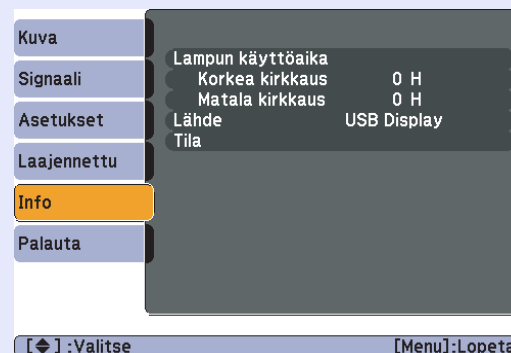 Kuva
Signaali
Asetukset
Laajennettu
Info
Palauta
Lampun käyttöaika
Korkea kirkkaus 0 H
Matala kirkkaus 0 H
Lähde USB Display
Tila
[◆] :Valitse [Menu]:Lopeta